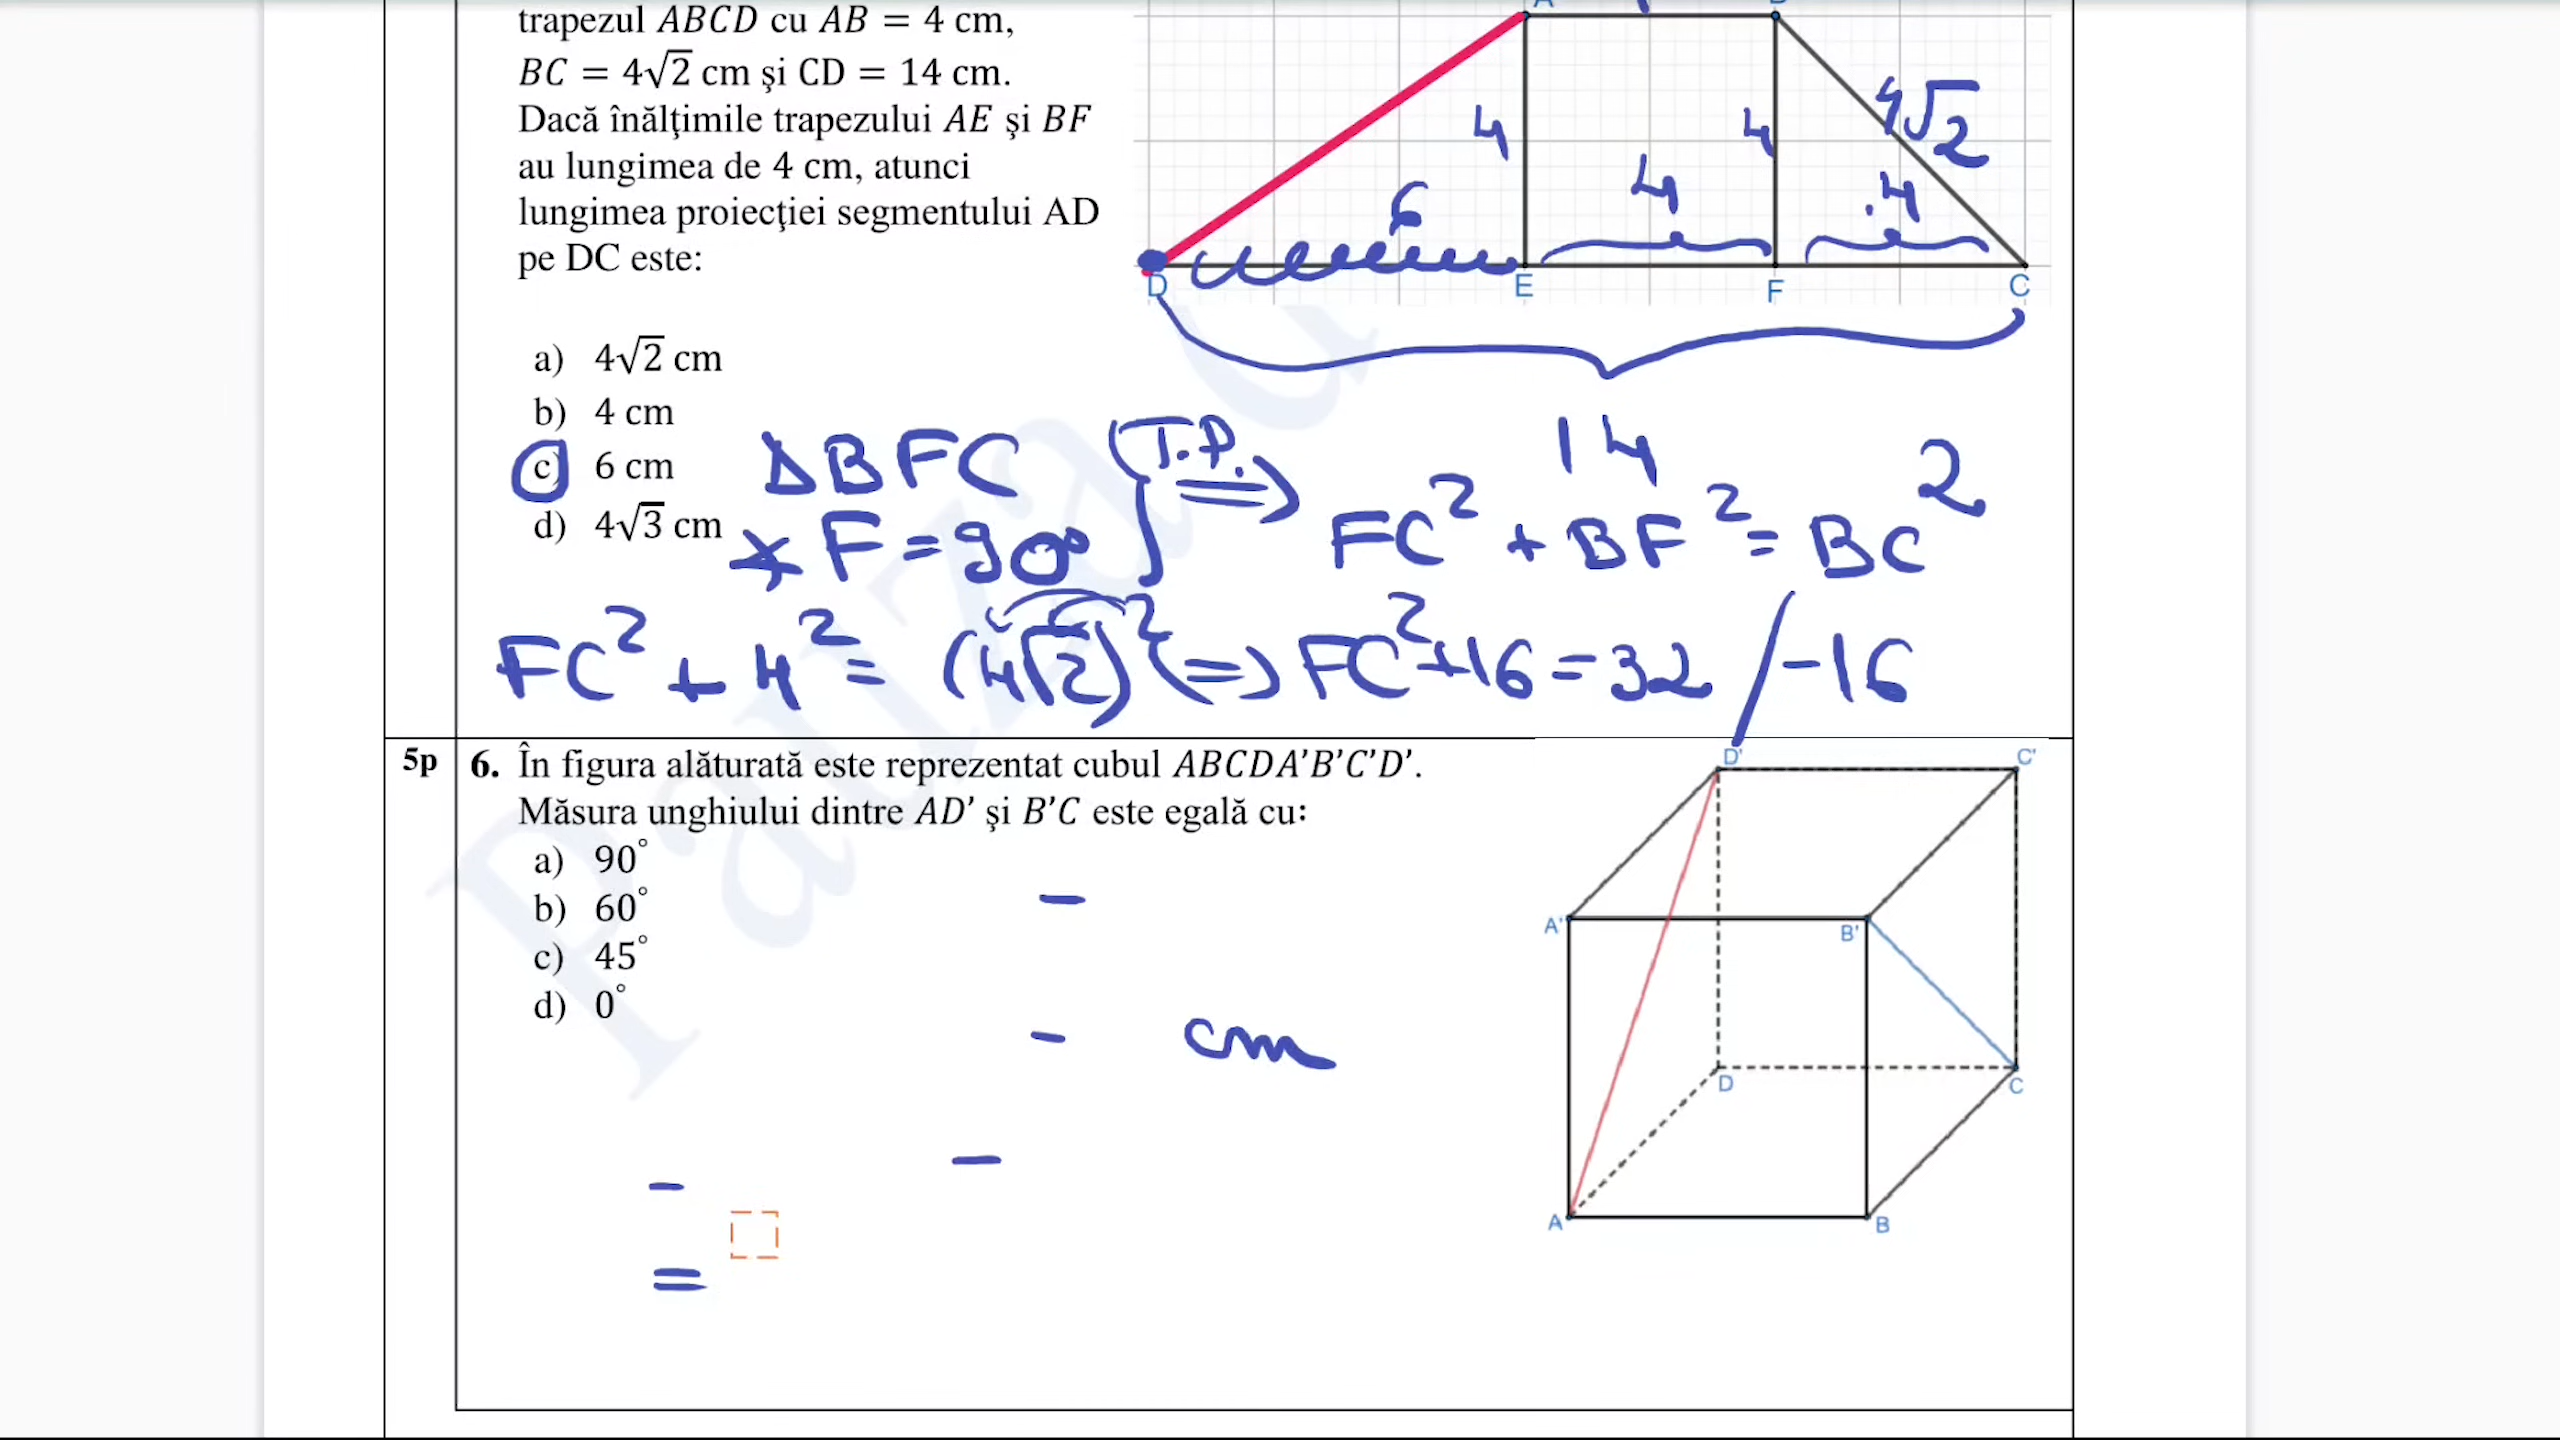 trapezul ABCD cu AB = 4 cm,
BC = 4√2 cm şi CD = 14 cm.
Dacă înălţimile trapezului AE şi BF
au lungimea de 4 cm, atunci
lungimea proiecţiei segmentului AD
pe DC este:
4 4 4√2
6 4 .4
D E F C
a) 4√2 cm
b) 4 cm
c) 6 cm
d) 4√3 cm
14
ΔBFC (T.P.) =>
∢F = 90° FC² + BF² = BC²
FC² + 4² = (4√2)² (=) FC² + 16 = 32 / -16
5p 6. În figura alăturată este reprezentat cubul ABCDA’B’C’D’.
Măsura unghiului dintre AD’ şi B’C este egală cu:
a) 90°
b) 60°
c) 45°
d) 0°
-
- cm
-
-
=
D' C'
A' B'
D C
A B
Pauza